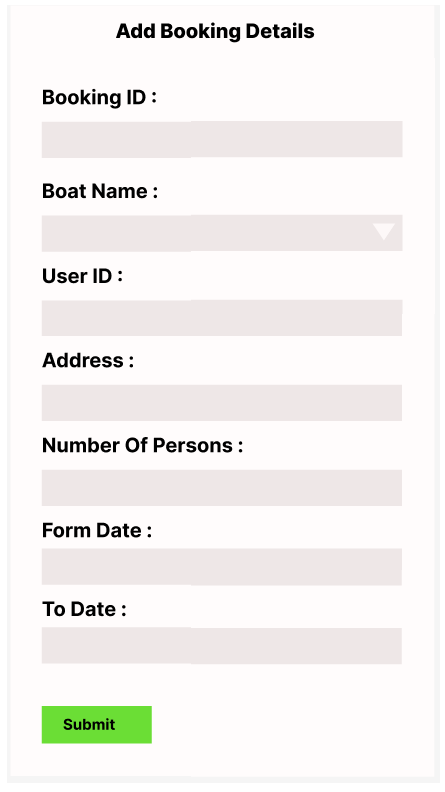 Add Booking Details
Booking ID :
Boat Name :
User ID :
Address :
Number Of Persons :
Form Date :
To Date :
Submit